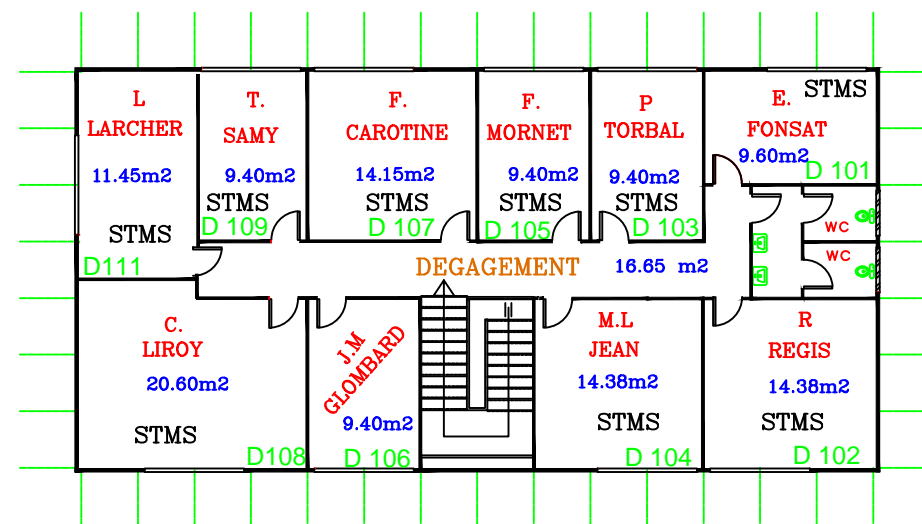 L
LARCHER
11.45m2
STMS
D111
T.
SAMY
9.40m2
STMS
D 109
F.
CAROTINE
14.15m2
STMS
D 107
F.
MORNET
9.40m2
STMS
D 105
P
TORBAL
9.40m2
STMS
D 103
E.
STMS
FONSAT
9.60m2
D 101
WC
WC
DEGAGEMENT
16.65 m2
C.
LIROY
20.60m2
STMS
D108
J.M
GLOMBARD
9.40m2
D 106
M.L
JEAN
14.38m2
STMS
D 104
R
REGIS
14.38m2
STMS
D 102